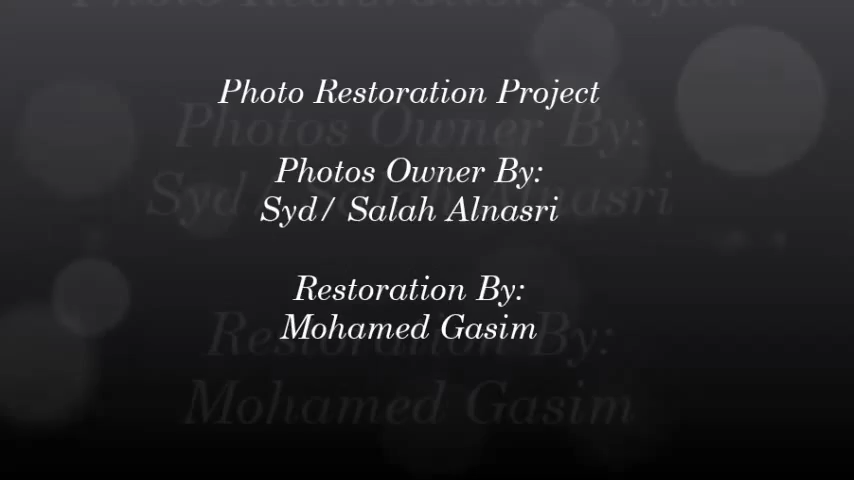 Photo Restoration Project
Photos Owner By:
Syd/ Salah Alnasri
Restoration By:
Mohamed Gasim